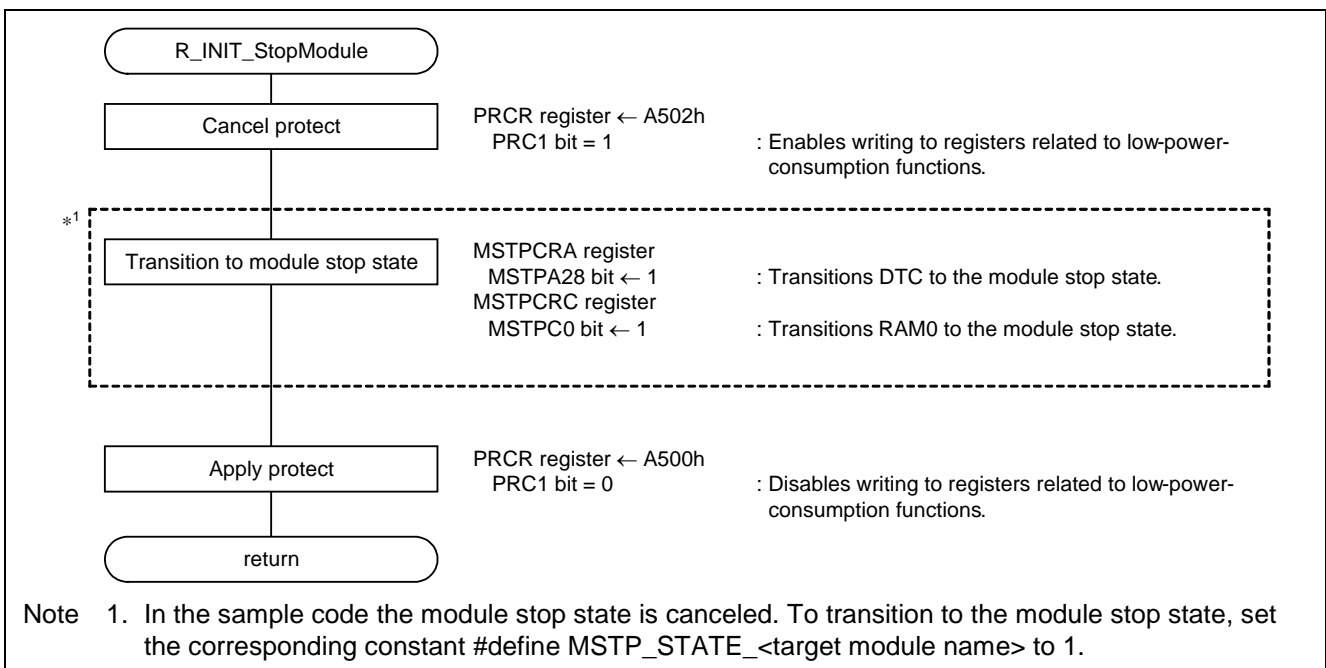 R_INIT_StopModule
Cancel protect
PRCR register ← A502h
PRC1 bit = 1 : Enables writing to registers related to low-power-
consumption functions.
*1
Transition to module stop state
MSTPCRA register
MSTPA28 bit ← 1 : Transitions DTC to the module stop state.
MSTPCRC register
MSTPC0 bit ← 1 : Transitions RAM0 to the module stop state.
Apply protect
PRCR register ← A500h
PRC1 bit = 0 : Disables writing to registers related to low-power-
consumption functions.
return
Note 1. In the sample code the module stop state is canceled. To transition to the module stop state, set
the corresponding constant #define MSTP_STATE_<target module name> to 1.